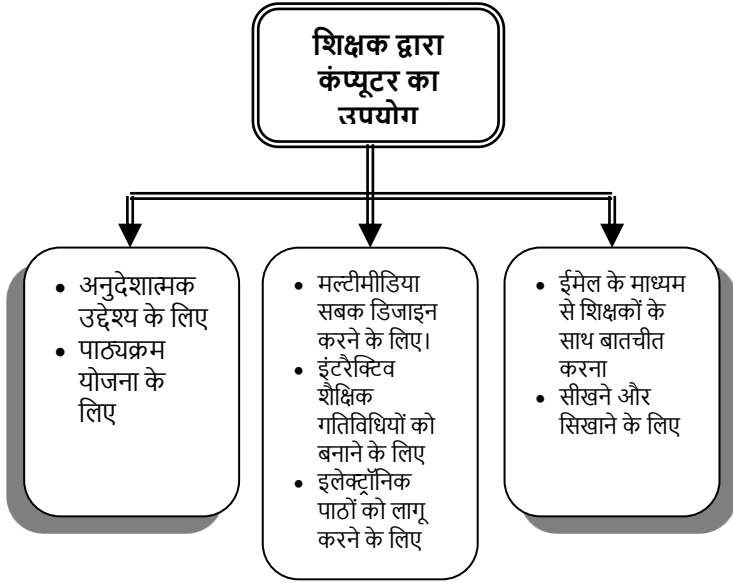 शिक्षक द्वारा
कंप्यूटर का
उपयोग
• अनुदेशात्मक
उद्देश्य के लिए
• पाठ्यक्रम
योजना के
लिए
• मल्टीमीडिया
सबक डिजाइन
करने के लिए।
• इंटरैक्टिव
शैक्षिक
गतिविधियों को
बनाने के लिए
• इलेक्ट्रॉनिक
पाठों को लागू
करने के लिए
• ईमेल के माध्यम
से शिक्षकों के
साथ बातचीत
करना
• सीखने और
सिखाने के लिए